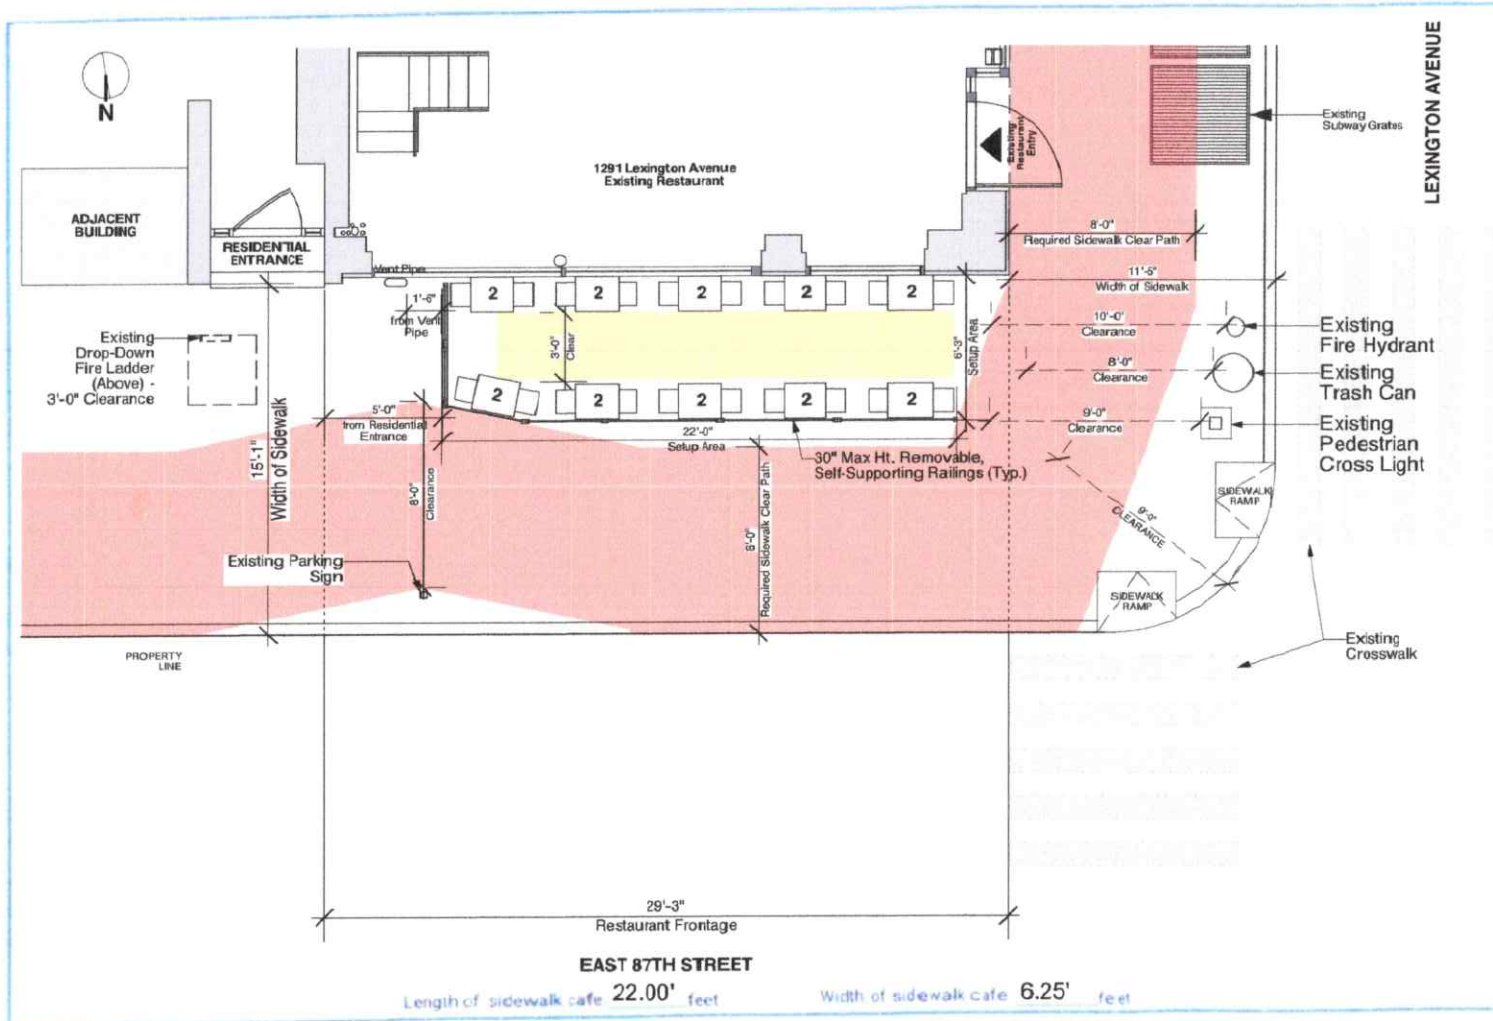 LEXINGTON AVENUE
N
Existing
Subway Grates
Existing
Restaurant
Entry
1291 Lexington Avenue
Existing Restaurant
ADJACENT
BUILDING
RESIDENTIAL
ENTRANCE
8'-0"
Required Sidewalk Clear Path
Vent Pipe
11'-5"
Width of Sidewalk
1'-6"
from Vent
Pipe
2
2
2
2
2
Existing
Drop-Down
Fire Ladder
(Above) -
3'-0" Clearance
3'-0"
Clear
6'-3"
Setup Area
10'-0"
Clearance
Existing
Fire Hydrant
8'-0"
Clearance
Existing
Trash Can
2
2
2
2
2
5'-0"
from Residential
Entrance
9'-0"
Clearance
Existing
Pedestrian
Cross Light
22'-0"
Setup Area
15'-1"
Width of Sidewalk
8'-0"
Clearance
30" Max Ht. Removable,
Self-Supporting Railings (Typ.)
8'-0"
Required Sidewalk Clear Path
9'-0"
CLEARANCE
SIDEWALK
RAMP
Existing Parking
Sign
SIDEWALK
RAMP
Existing
Crosswalk
PROPERTY
LINE
29'-3"
Restaurant Frontage
EAST 87TH STREET
Length of sidewalk cafe 22.00' feet
Width of sidewalk cafe 6.25' feet